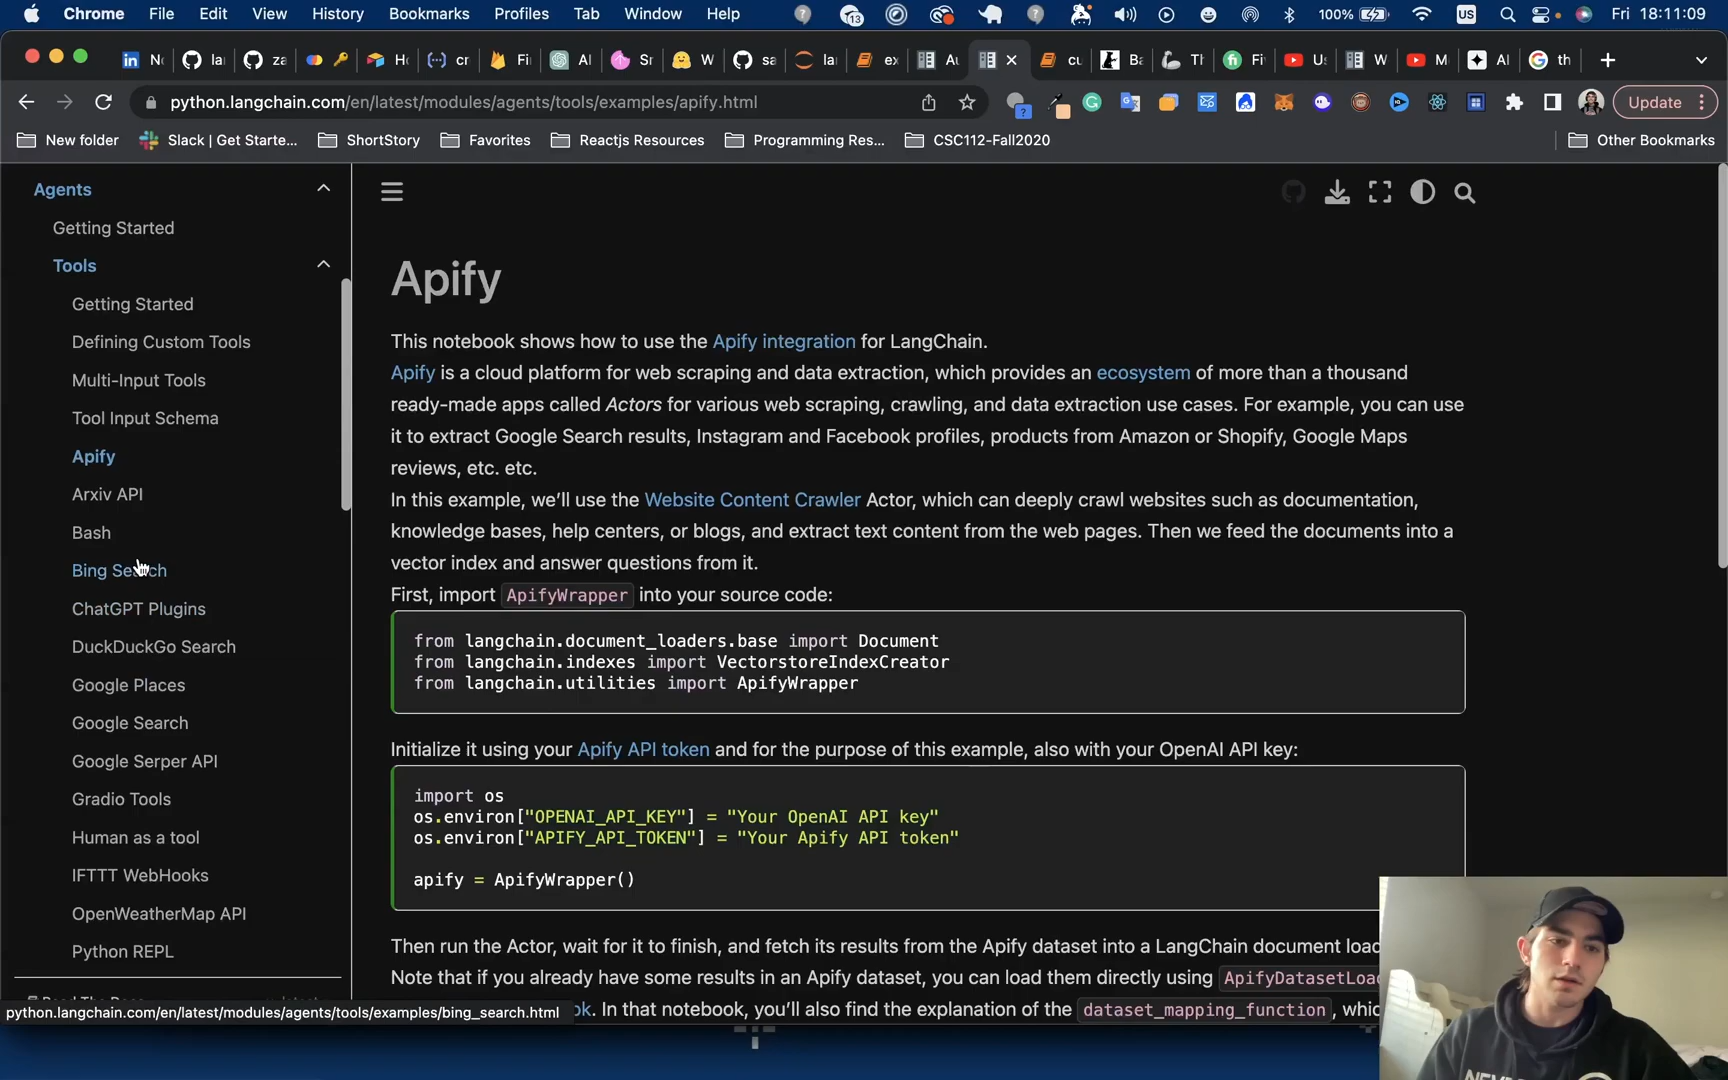 Chrome File Edit View History Bookmarks Profiles Tab Window Help 13 100% US Fri 18:11:09
python.langchain.com/en/latest/modules/agents/tools/examples/apify.html Update
New folder Slack | Get Starte... ShortStory Favorites Reactjs Resources Programming Res... CSC112-Fall2020 Other Bookmarks
Agents
Getting Started
Tools
Getting Started
Defining Custom Tools
Multi-Input Tools
Tool Input Schema
Apify
Arxiv API
Bash
Bing Search
ChatGPT Plugins
DuckDuckGo Search
Google Places
Google Search
Google Serper API
Gradio Tools
Human as a tool
IFTTT WebHooks
OpenWeatherMap API
Python REPL
python.langchain.com/en/latest/modules/agents/tools/examples/bing_search.html
Apify
This notebook shows how to use the Apify integration for LangChain.
Apify is a cloud platform for web scraping and data extraction, which provides an ecosystem of more than a thousand
ready-made apps called Actors for various web scraping, crawling, and data extraction use cases. For example, you can use
it to extract Google Search results, Instagram and Facebook profiles, products from Amazon or Shopify, Google Maps
reviews, etc. etc.
In this example, we'll use the Website Content Crawler Actor, which can deeply crawl websites such as documentation,
knowledge bases, help centers, or blogs, and extract text content from the web pages. Then we feed the documents into a
vector index and answer questions from it.
First, import ApifyWrapper into your source code:
from langchain.document_loaders.base import Document
from langchain.indexes import VectorstoreIndexCreator
from langchain.utilities import ApifyWrapper
Initialize it using your Apify API token and for the purpose of this example, also with your OpenAI API key:
import os
os.environ["OPENAI_API_KEY"] = "Your OpenAI API key"
os.environ["APIFY_API_TOKEN"] = "Your Apify API token"
apify = ApifyWrapper()
Then run the Actor, wait for it to finish, and fetch its results from the Apify dataset into a LangChain document load
Note that if you already have some results in an Apify dataset, you can load them directly using ApifyDatasetLoa
ok. In that notebook, you'll also find the explanation of the dataset_mapping_function, whic